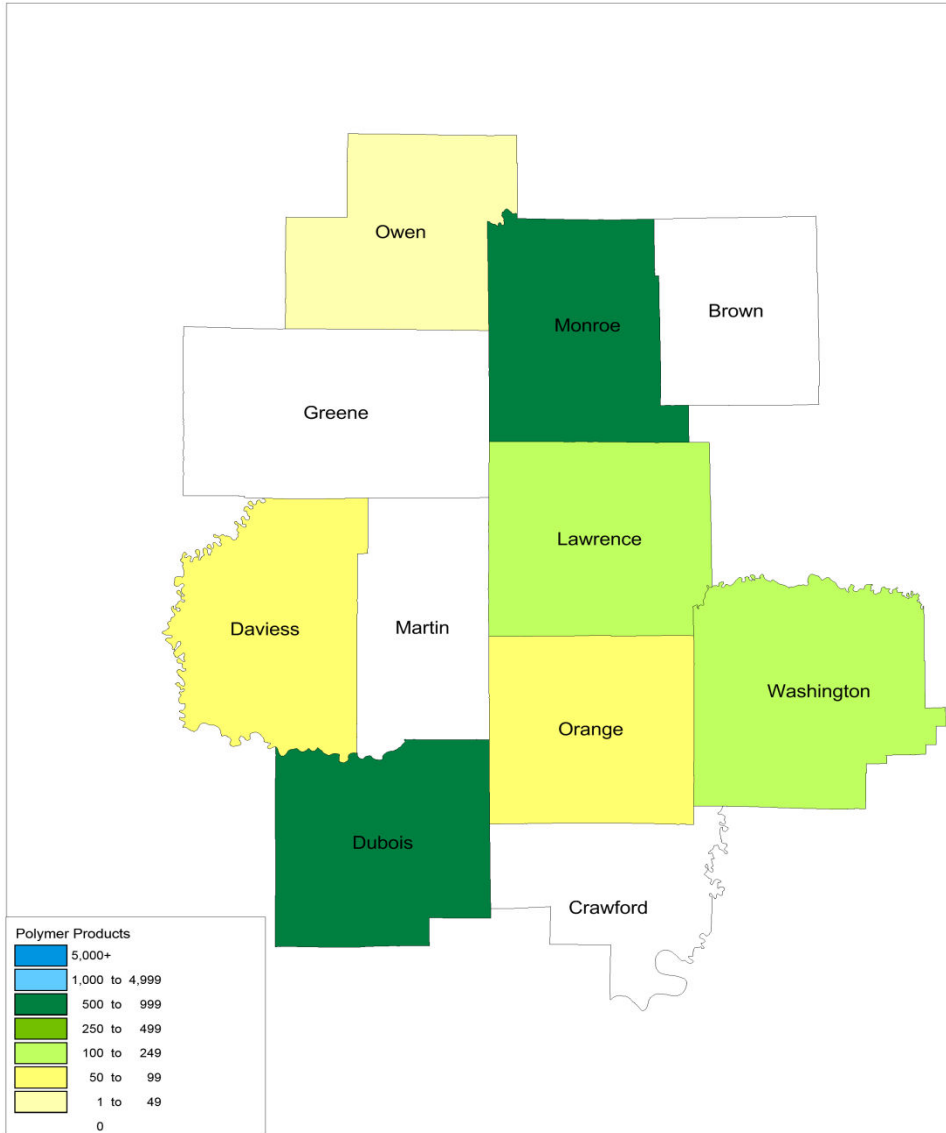 Owen
Brown
Monroe
Greene
Lawrence
Daviess
Martin
Washington
Orange
Dubois
Crawford
Polymer Products
5,000+
1,000 to 4,999
500 to 999
250 to 499
100 to 249
50 to 99
1 to 49
0